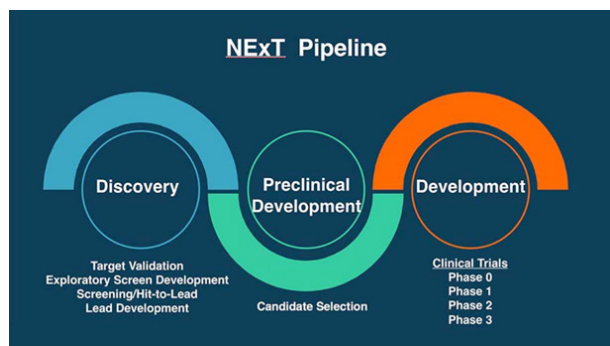 NExT Pipeline
Discovery
Target Validation
Exploratory Screen Development
Screening/Hit-to-Lead
Lead Development
Preclinical
Development
Candidate Selection
Development
Clinical Trials
Phase 0
Phase 1
Phase 2
Phase 3